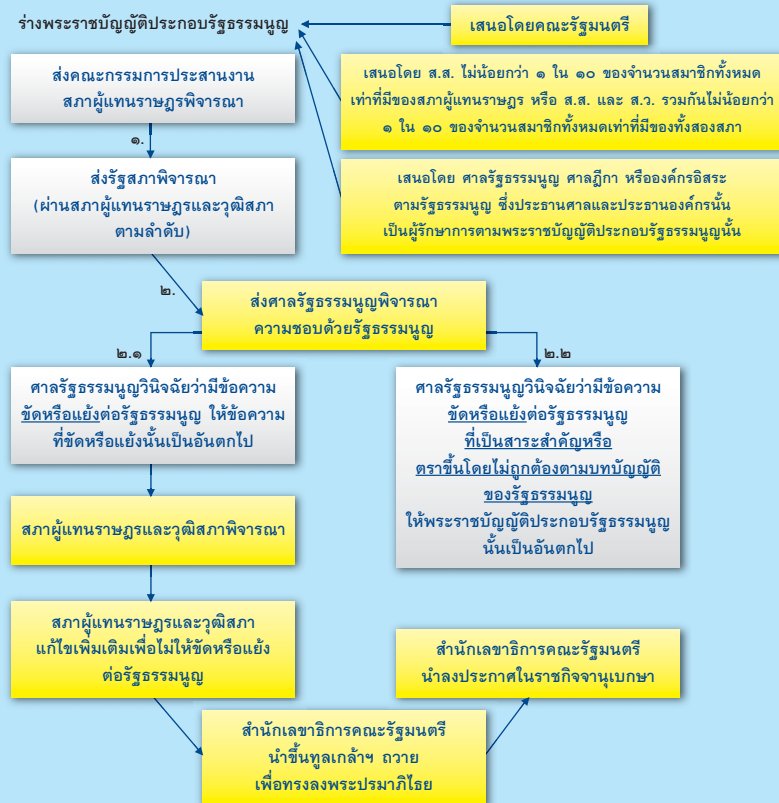 ร่างพระราชบัญญัติประกอบรัฐธรรมนูญ
เสนอโดยคณะรัฐมนตรี
ส่งคณะกรรมการประสานงาน
สภาผู้แทนราษฎรพิจารณา
เสนอโดย ส.ส. ไม่น้อยกว่า ๑ ใน ๑๐ ของจำนวนสมาชิกทั้งหมด
เท่าที่มีของสภาผู้แทนราษฎร หรือ ส.ส. และ ส.ว. รวมกันไม่น้อยกว่า
๑ ใน ๑๐ ของจำนวนสมาชิกทั้งหมดเท่าที่มีของทั้งสองสภา
๑.
ส่งรัฐสภาพิจารณา
(ผ่านสภาผู้แทนราษฎรและวุฒิสภา
ตามลำดับ)
เสนอโดย ศาลรัฐธรรมนูญ ศาลฎีกา หรือองค์กรอิสระ
ตามรัฐธรรมนูญ ซึ่งประธานศาลและประธานองค์กรนั้น
เป็นผู้รักษาการตามพระราชบัญญัติประกอบรัฐธรรมนูญนั้น
๒.
ส่งศาลรัฐธรรมนูญพิจารณา
ความชอบด้วยรัฐธรรมนูญ
๒.๑
๒.๒
ศาลรัฐธรรมนูญวินิจฉัยว่ามีข้อความ
ขัดหรือแย้งต่อรัฐธรรมนูญ ให้ข้อความ
ที่ขัดหรือแย้งนั้นเป็นอันตกไป
ศาลรัฐธรรมนูญวินิจฉัยว่ามีข้อความ
ขัดหรือแย้งต่อรัฐธรรมนูญ
ที่เป็นสาระสำคัญหรือ
ตราขึ้นโดยไม่ถูกต้องตามบทบัญญัติ
ของรัฐธรรมนูญ
ให้พระราชบัญญัติประกอบรัฐธรรมนูญ
นั้นเป็นอันตกไป
สภาผู้แทนราษฎรและวุฒิสภาพิจารณา
สภาผู้แทนราษฎรและวุฒิสภา
แก้ไขเพิ่มเติมเพื่อไม่ให้ขัดหรือแย้ง
ต่อรัฐธรรมนูญ
สำนักเลขาธิการคณะรัฐมนตรี
นำลงประกาศในราชกิจจานุเบกษา
สำนักเลขาธิการคณะรัฐมนตรี
นำขึ้นทูลเกล้าฯ ถวาย
เพื่อทรงลงพระปรมาภิไธย